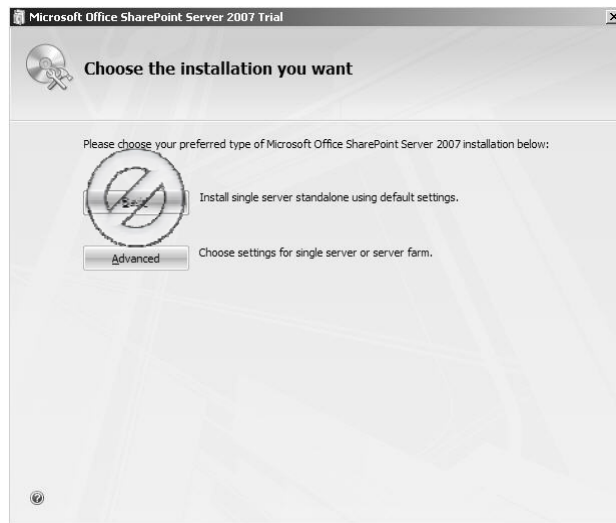 Microsoft Office SharePoint Server 2007 Trial
Choose the installation you want
Please choose your preferred type of Microsoft Office SharePoint Server 2007 installation below:
Install single server standalone using default settings.
Advanced
Choose settings for single server or server farm.